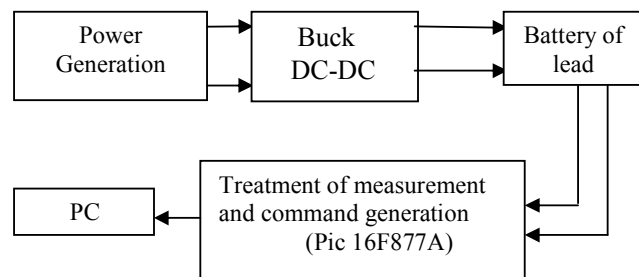 Power
Generation
Buck
DC-DC
Battery of
lead
Treatment of measurement
and command generation
(Pic 16F877A)
PC